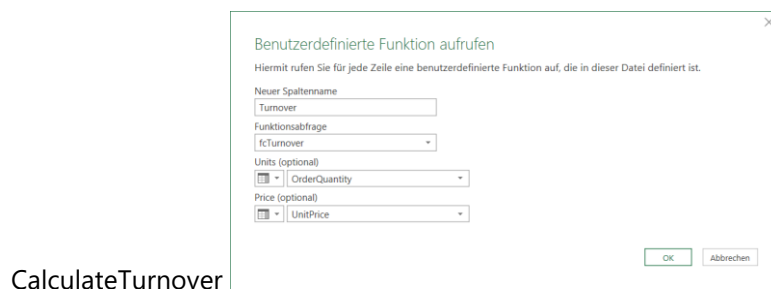 Benutzerdefinierte Funktion aufrufen
Hiermit rufen Sie für jede Zeile eine benutzerdefinierte Funktion auf, die in dieser Datei definiert ist.
Neuer Spaltenname
Turnover
Funktionsabfrage
fcTurnover
Units (optional)
OrderQuantity
Price (optional)
UnitPrice
OK Abbrechen
CalculateTurnover